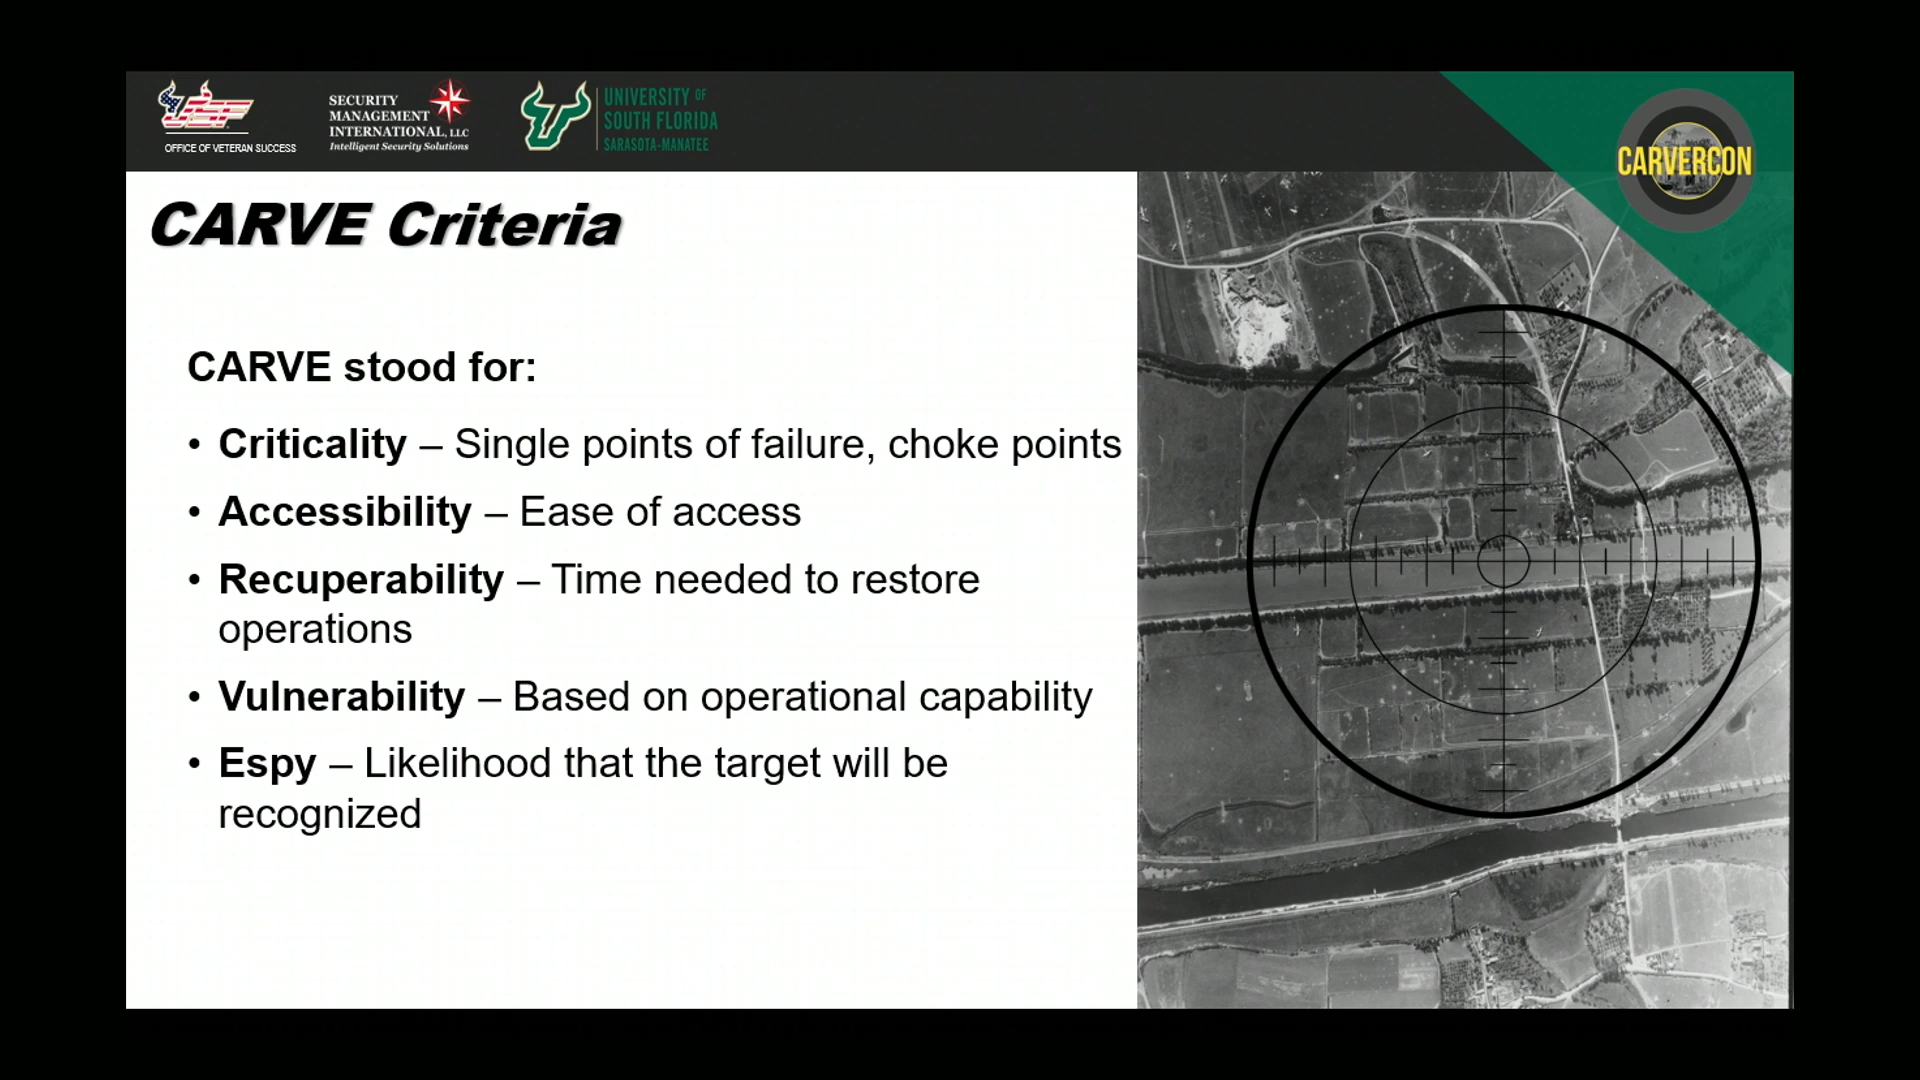 OFFICE OF VETERAN SUCCESS
SECURITY
MANAGEMENT
INTERNATIONAL, LLC
Intelligent Security Solutions
UNIVERSITY OF
SOUTH FLORIDA
SARASOTA-MANATEE
CARVERCON
CARVE Criteria
CARVE stood for:
• Criticality – Single points of failure, choke points
• Accessibility – Ease of access
• Recuperability – Time needed to restore
operations
• Vulnerability – Based on operational capability
• Espy – Likelihood that the target will be
recognized